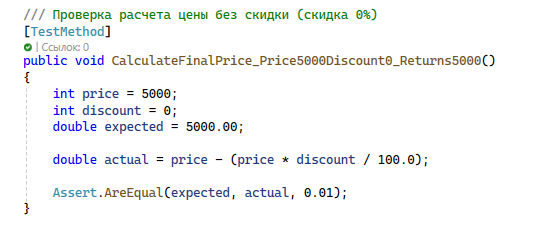 /// Проверка расчета цены без скидки (скидка 0%)
[TestMethod]
| Ссылок: 0
public void CalculateFinalPrice_Price5000Discount0_Returns5000()
{
int price = 5000;
int discount = 0;
double expected = 5000.00;
double actual = price - (price * discount / 100.0);
Assert.AreEqual(expected, actual, 0.01);
}